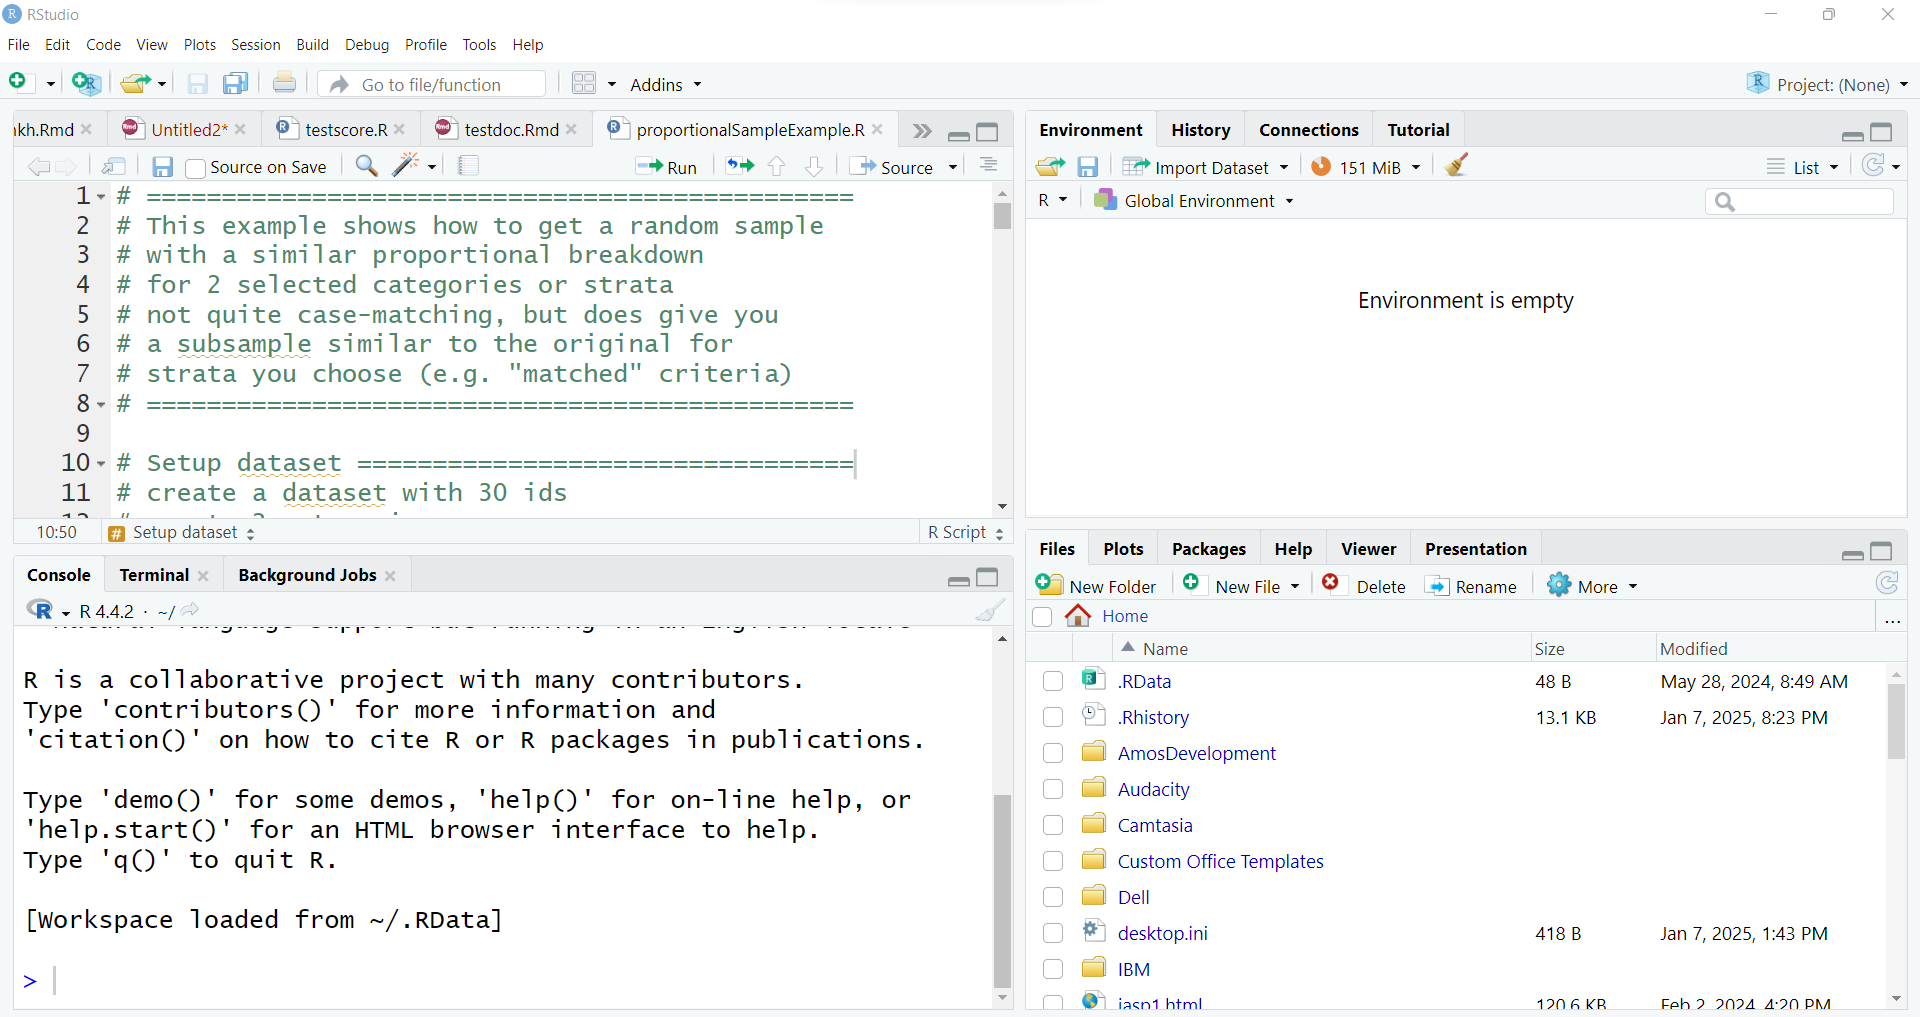 RStudio
File Edit Code View Plots Session Build Debug Profile Tools Help
Go to file/function Addins Project: (None)
kh.Rmd Untitled2* testscore.R testdoc.Rmd proportionalSampleExample.R
Source on Save Run Source
1 # ===============================================
2 # This example shows how to get a random sample
3 # with a similar proportional breakdown
4 # for 2 selected categories or strata
5 # not quite case-matching, but does give you
6 # a subsample similar to the original for
7 # strata you choose (e.g. "matched" criteria)
8 # ===============================================
9
10 # Setup dataset =================================
11 # create a dataset with 30 ids
10:50 # Setup dataset R Script
Console Terminal Background Jobs
R 4.4.2 · ~/
R is a collaborative project with many contributors.
Type 'contributors()' for more information and
'citation()' on how to cite R or R packages in publications.
Type 'demo()' for some demos, 'help()' for on-line help, or
'help.start()' for an HTML browser interface to help.
Type 'q()' to quit R.
[Workspace loaded from ~/.RData]
>
Environment History Connections Tutorial
Import Dataset 151 MiB List
R Global Environment
Environment is empty
Files Plots Packages Help Viewer Presentation
New Folder New File Delete Rename More
Home ...
Name Size Modified
.RData 48 B May 28, 2024, 8:49 AM
.Rhistory 13.1 KB Jan 7, 2025, 8:23 PM
AmosDevelopment
Audacity
Camtasia
Custom Office Templates
Dell
desktop.ini 418 B Jan 7, 2025, 1:43 PM
IBM
jasp1.html 120.6 KB Feb 2, 2024, 4:20 PM